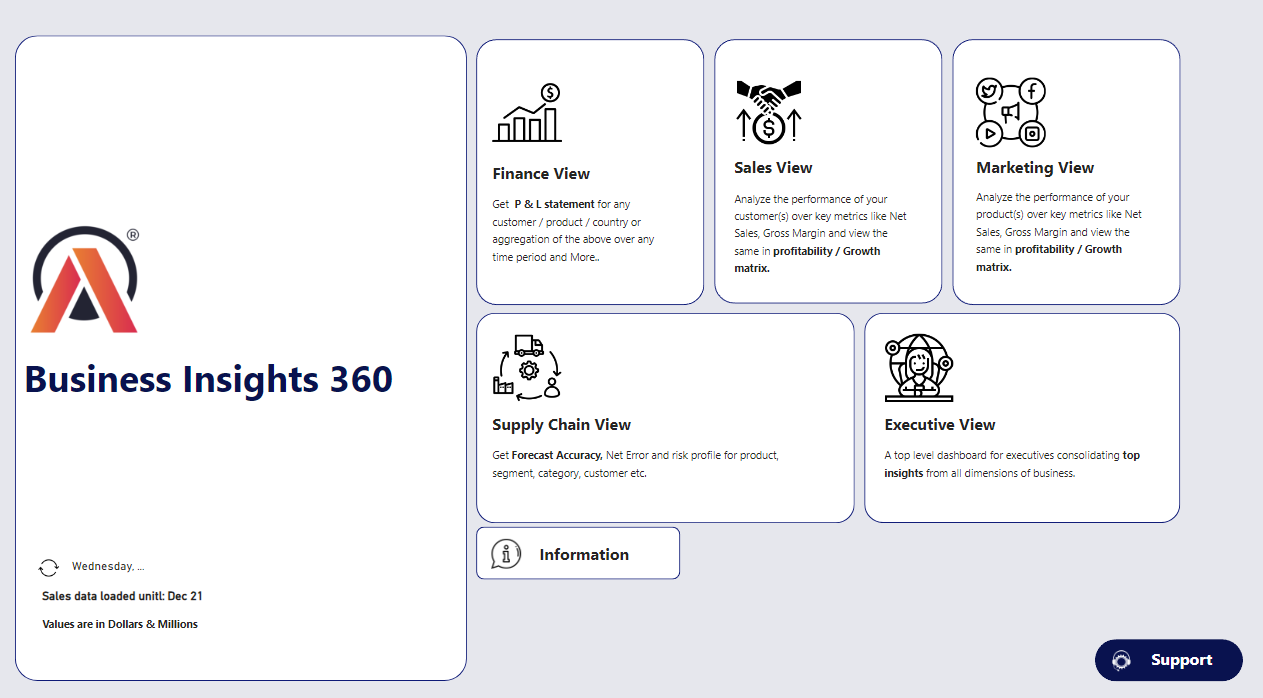 ®
Business Insights 360
Wednesday, ...
Sales data loaded unitl: Dec 21
Values are in Dollars & Millions
Finance View
Get P & L statement for any
customer / product / country or
aggregation of the above over any
time period and More..
Sales View
Analyze the performance of your
customer(s) over key metrics like Net
Sales, Gross Margin and view the
same in profitability / Growth
matrix.
Marketing View
Analyze the performance of your
product(s) over key metrics like Net
Sales, Gross Margin and view the
same in profitability / Growth
matrix.
Supply Chain View
Get Forecast Accuracy, Net Error and risk profile for product,
segment, category, customer etc.
Executive View
A top level dashboard for executives consolidating top
insights from all dimensions of business.
Information
Support